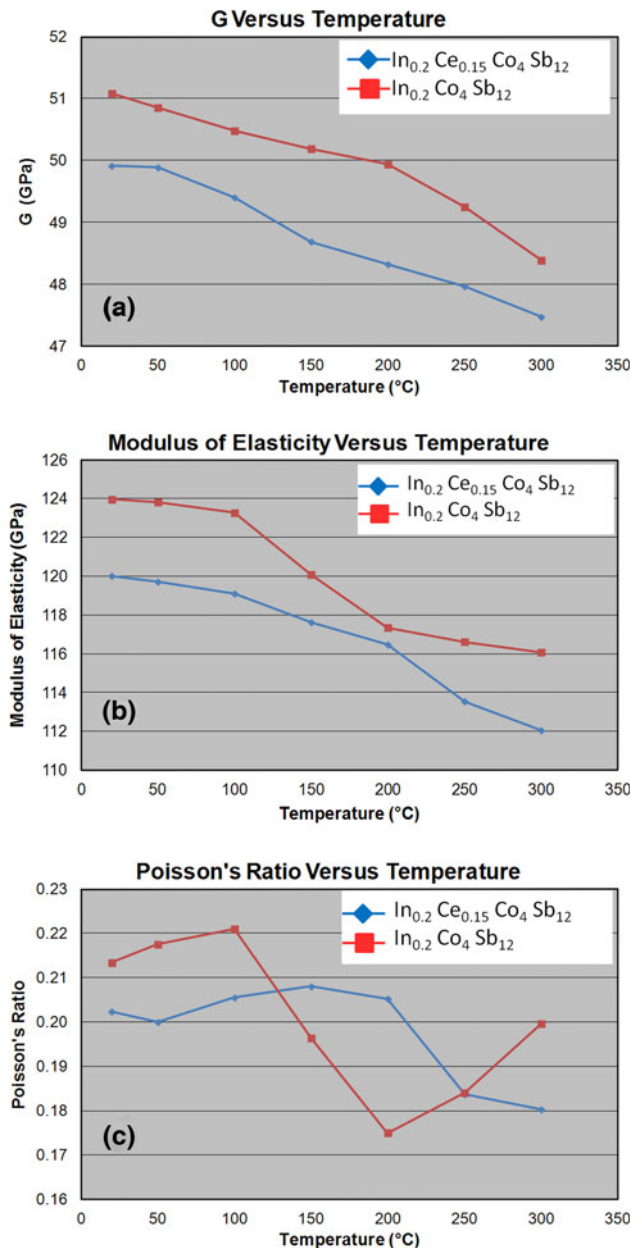 G Versus Temperature
52
51
50
49
48
47
G (GPa)
In0.2 Ce0.15 Co4 Sb12
In0.2 Co4 Sb12
(a)
0 50 100 150 200 250 300 350
Temperature (°C)
Modulus of Elasticity Versus Temperature
126
124
122
120
118
116
114
112
110
Modulus of Elasticity (GPa)
In0.2 Ce0.15 Co4 Sb12
In0.2 Co4 Sb12
(b)
0 50 100 150 200 250 300 350
Temperature (°C)
Poisson's Ratio Versus Temperature
0.23
0.22
0.21
0.20
0.19
0.18
0.17
0.16
Poisson's Ratio
In0.2 Ce0.15 Co4 Sb12
In0.2 Co4 Sb12
(c)
0 50 100 150 200 250 300 350
Temperature (°C)